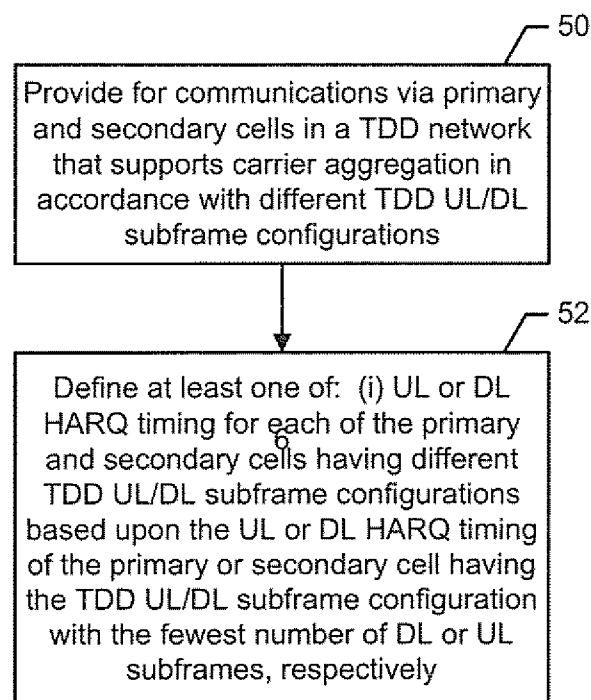 50
Provide for communications via primary
and secondary cells in a TDD network
that supports carrier aggregation in
accordance with different TDD UL/DL
subframe configurations
52
Define at least one of: (i) UL or DL
HARQ timing for each of the primary
6
and secondary cells having different
TDD UL/DL subframe configurations
based upon the UL or DL HARQ timing
of the primary or secondary cell having
the TDD UL/DL subframe configuration
with the fewest number of DL or UL
subframes, respectively